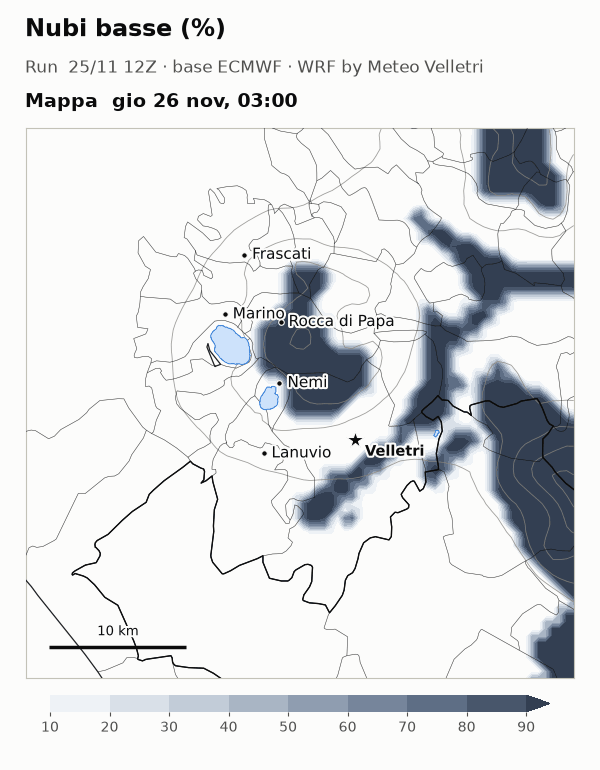 Nubi basse (%)
Run  25/11 12Z · base ECMWF · WRF by Meteo Velletri
Mappa  gio 26 nov, 03:00
Frascati
Marino
Rocca di Papa
Nemi
Velletri
Lanuvio
10 km
10 20 30 40 50 60 70 80 90